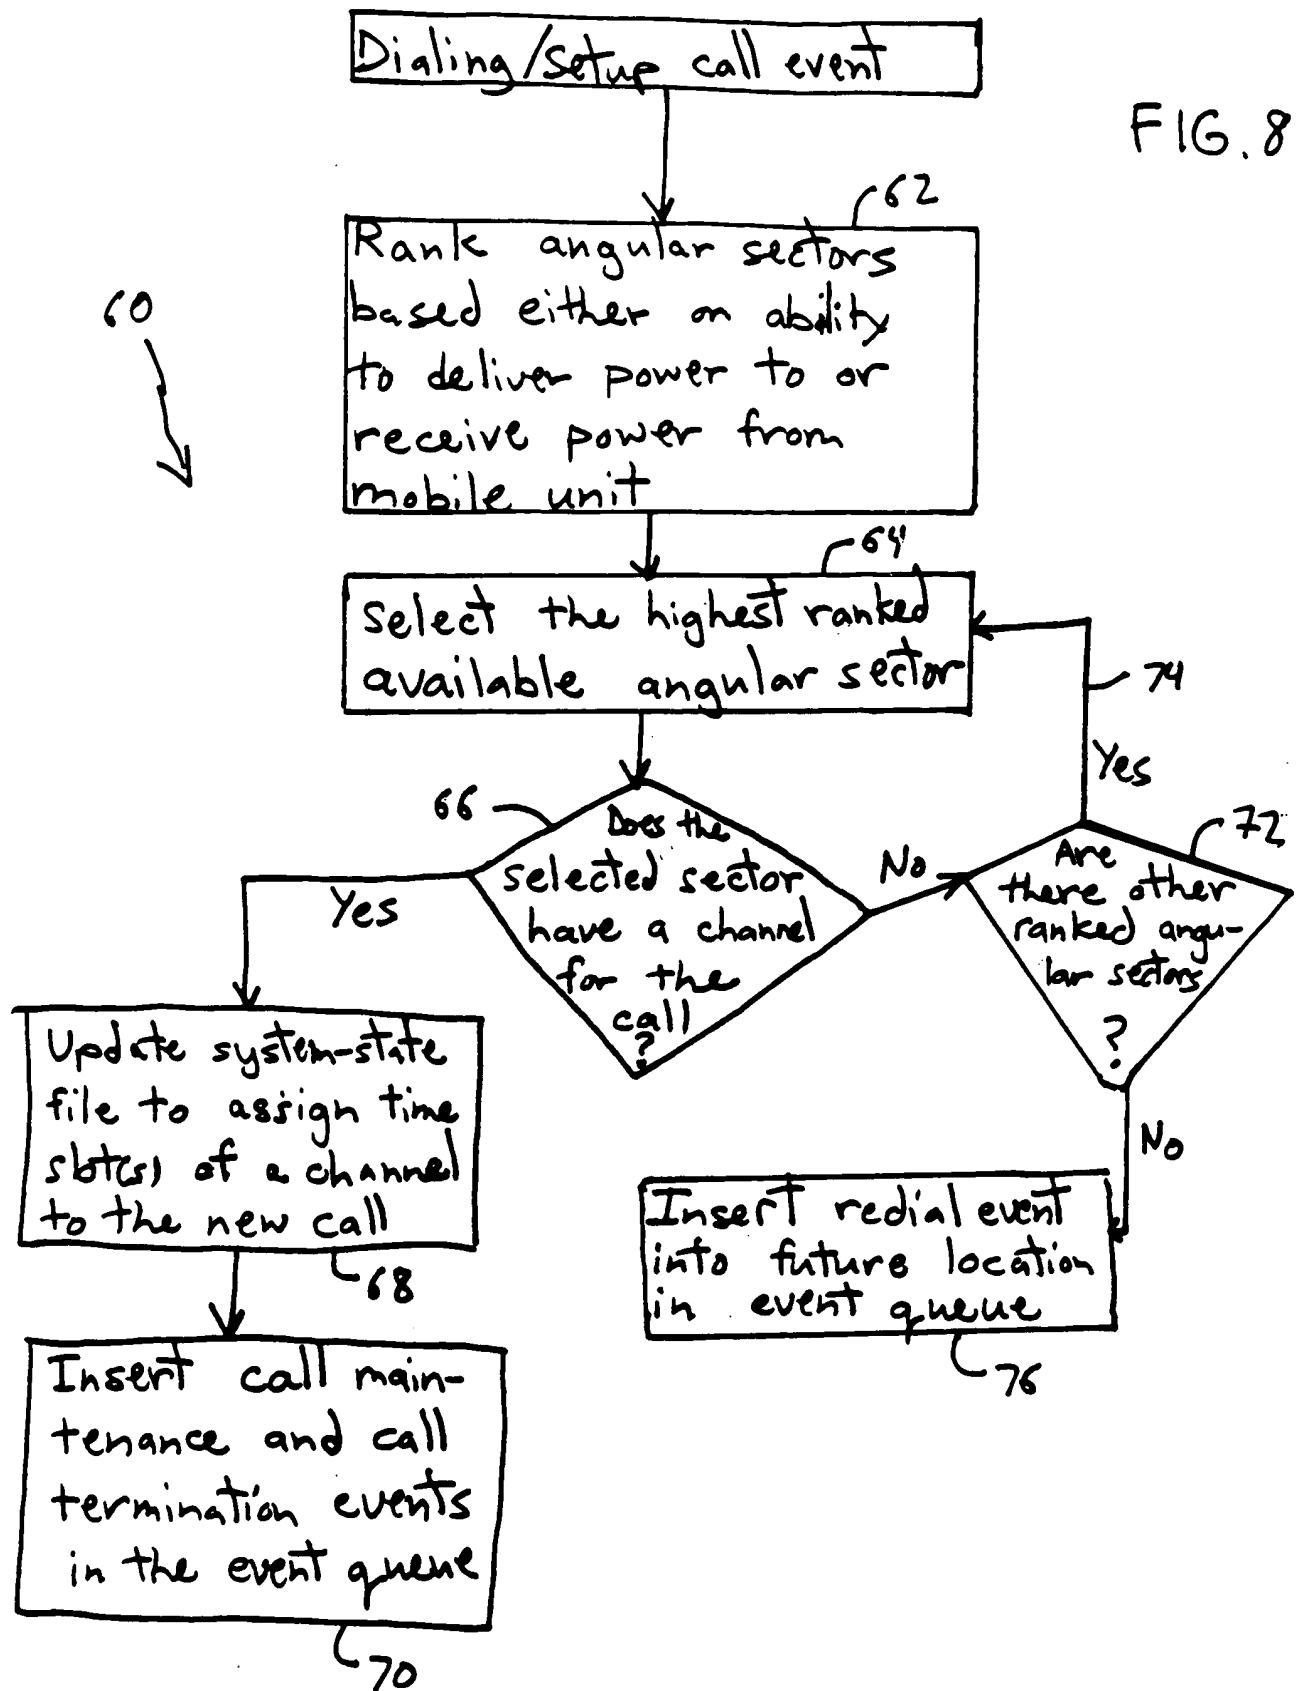 Dialing/Setup call event
FIG. 8
62
Rank angular sectors
based either on ability
to deliver power to or
receive power from
mobile unit
60
64
Select the highest ranked
available angular sector
74
Yes
66
Does the
selected sector
have a channel
for the
call
?
No
72
Are
there other
ranked angu-
lar sectors
?
Yes
No
Update system-state
file to assign time
slot(s) of a channel
to the new call
68
Insert redial event
into future location
in event queue
76
Insert call main-
tenance and call
termination events
in the event queue
70